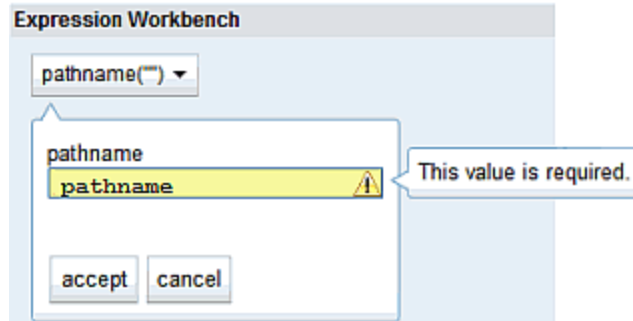 Expression Workbench
pathname("")
pathname
pathname
This value is required.
accept cancel